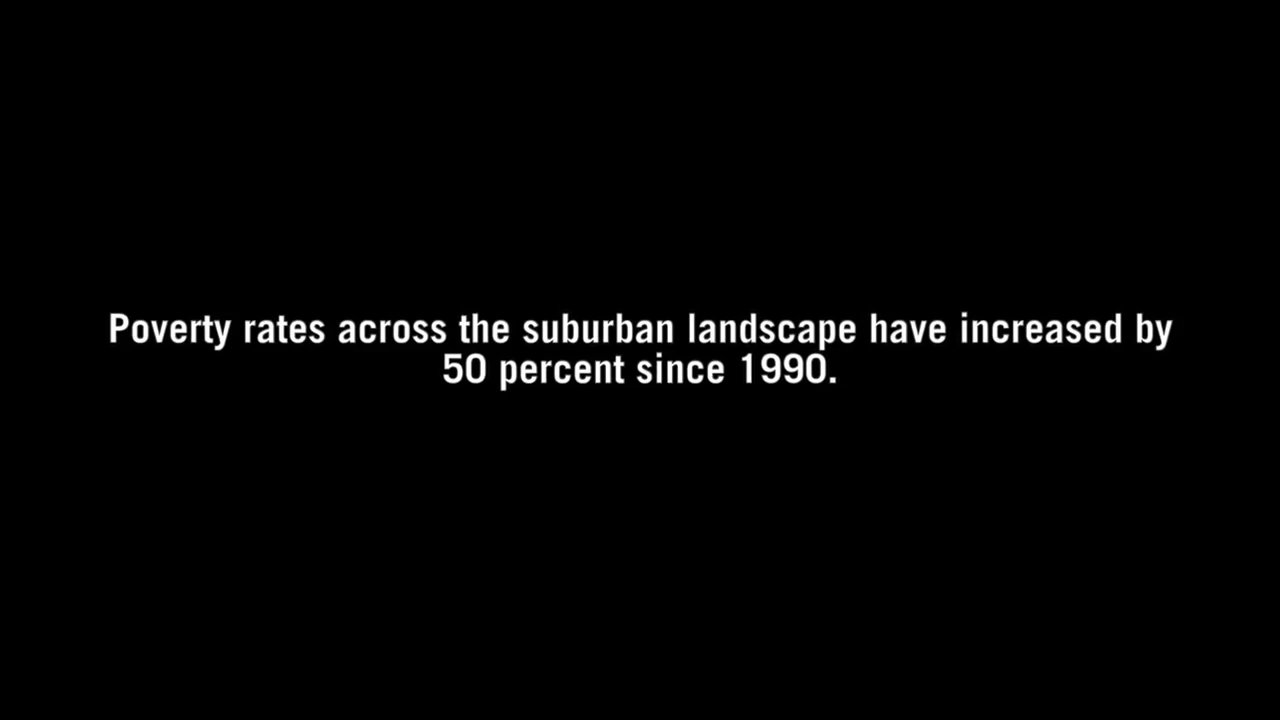 Poverty rates across the suburban landscape have increased by
50 percent since 1990.